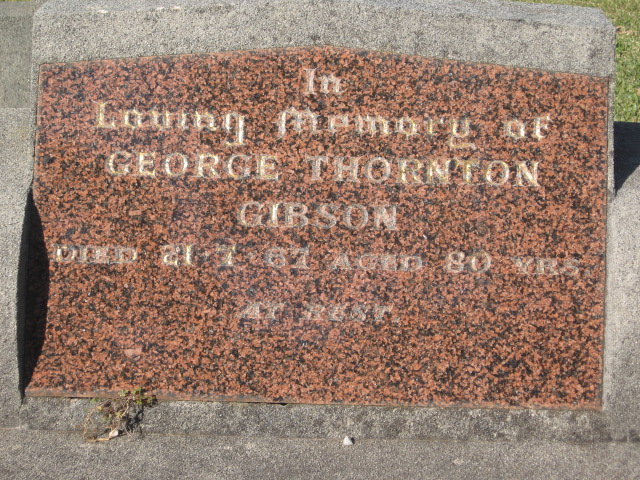 In
Loving Memory of
GEORGE THORNTON
GIBSON
DIED 21·7·67 AGED 80 YRS.
AT REST.